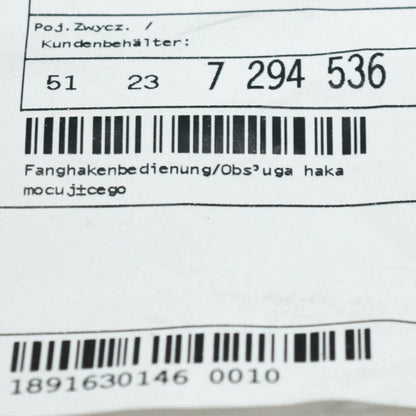 Poj.Zwycz. /
Kundenbehälter:
51 23 7 294 536
Fanghakenbedienung/Obs³uga haka
mocuj±cego
1891630146 0010